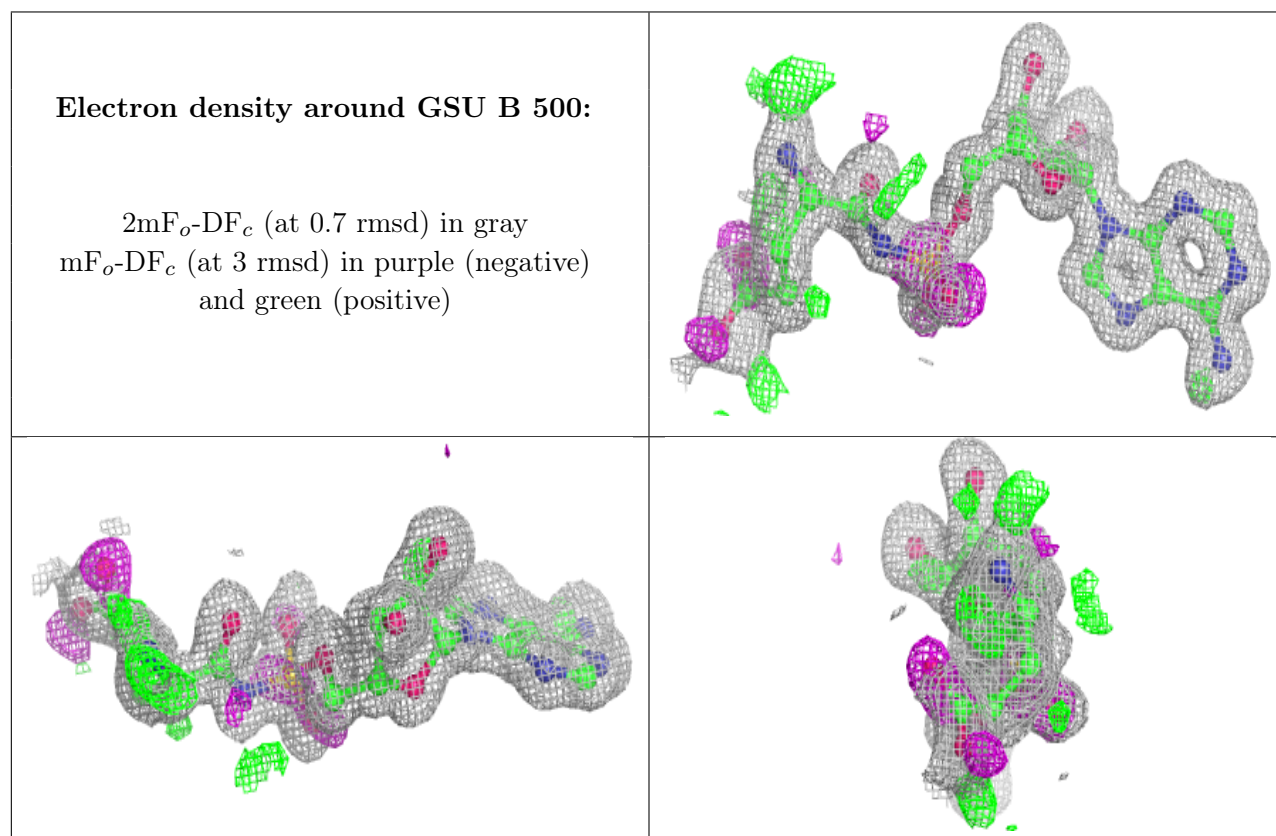 Electron density around GSU B 500:
2mFₒ-DF𝒸 (at 0.7 rmsd) in gray
mFₒ-DF𝒸 (at 3 rmsd) in purple (negative)
and green (positive)